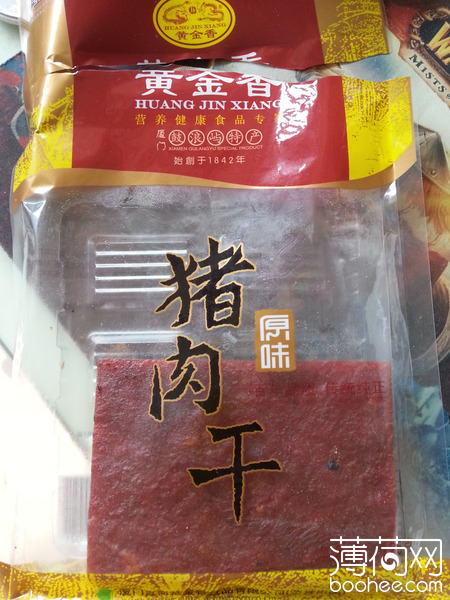 HUANG JIN XIANG
黄金香
黄金香
HUANG JIN XIANG
营养健康食品专
厦门 鼓浪屿特产
XIAMEN GULANGYU SPECIAL PRODUCT
始創于1842年
猪肉干
原味
MISTS
薄荷网
boohee.com